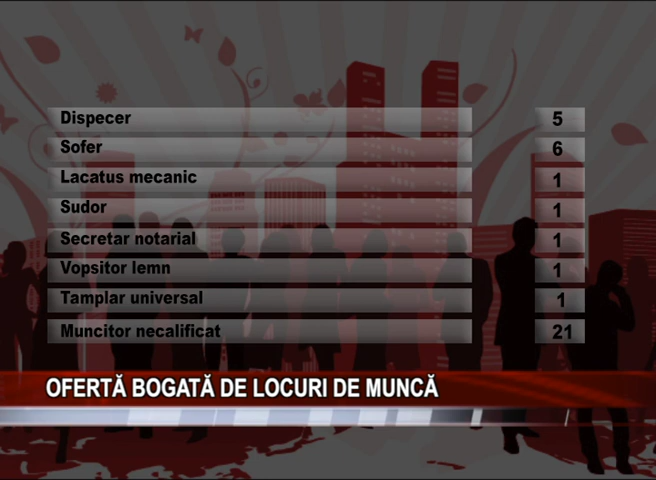 Dispecer 5
Sofer 6
Lacatus mecanic 1
Sudor 1
Secretar notarial 1
Vopsitor lemn 1
Tamplar universal 1
Muncitor necalificat 21
OFERTĂ BOGATĂ DE LOCURI DE MUNCĂ